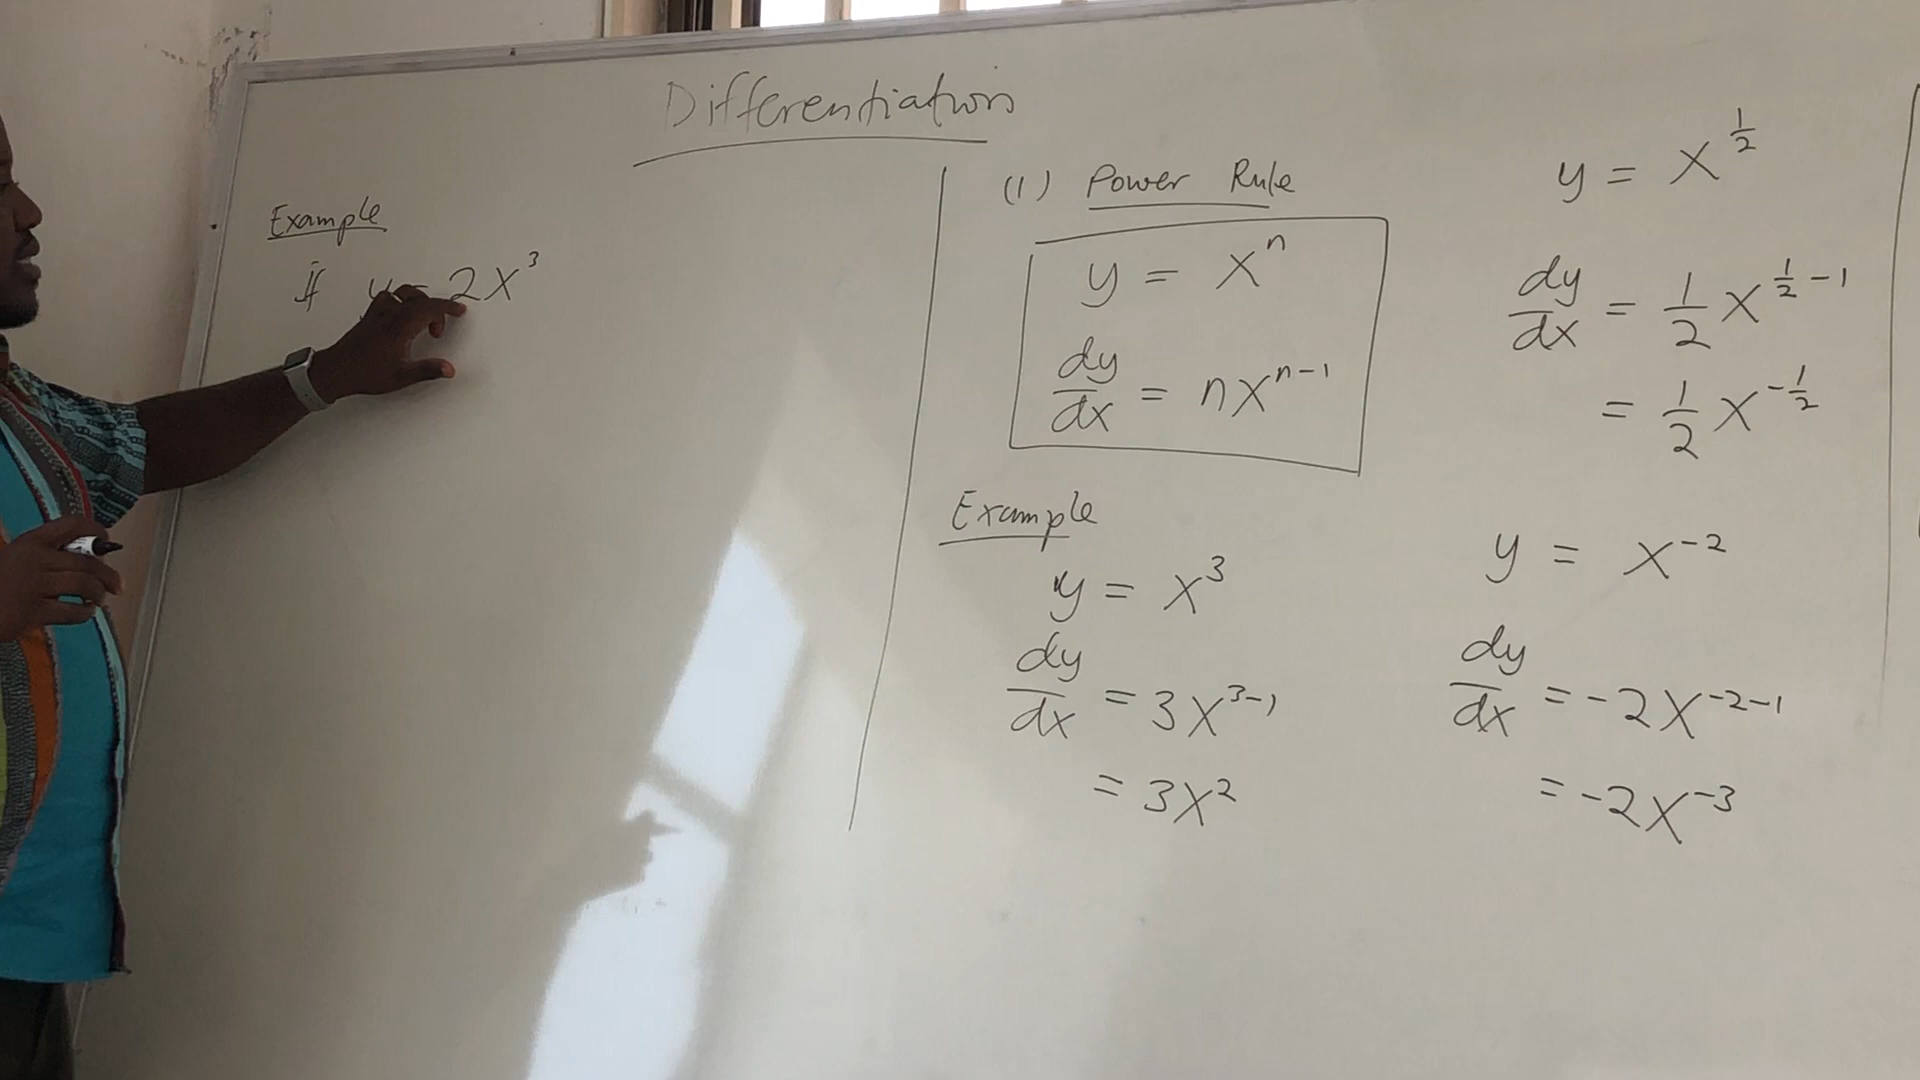 Differentiation
Example
if y = 2x³
(1) Power Rule
y = xⁿ
dy/dx = nxⁿ⁻¹
Example
y = x³
dy/dx = 3x³⁻¹
= 3x²
y = x^(1/2)
dy/dx = 1/2 x^(1/2 - 1)
= 1/2 x^(-1/2)
y = x⁻²
dy/dx = -2x⁻²⁻¹
= -2x⁻³